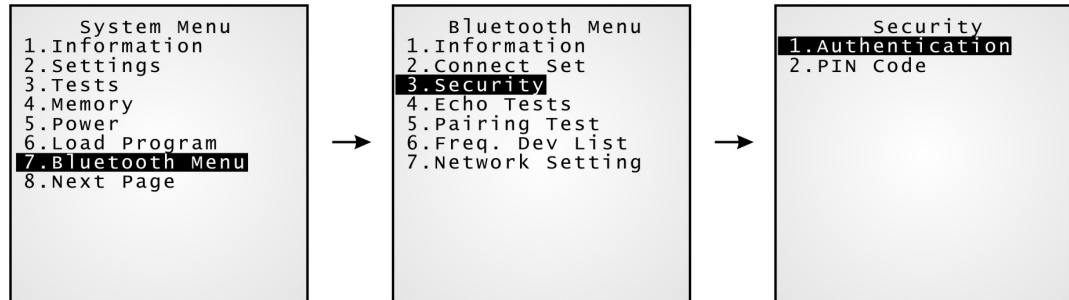 System Menu
1.Information
2.Settings
3.Tests
4.Memory
5.Power
6.Load Program
7.Bluetooth Menu
8.Next Page
Bluetooth Menu
1.Information
2.Connect Set
3.Security
4.Echo Tests
5.Pairing Test
6.Freq. Dev List
7.Network Setting
Security
1.Authentication
2.PIN Code